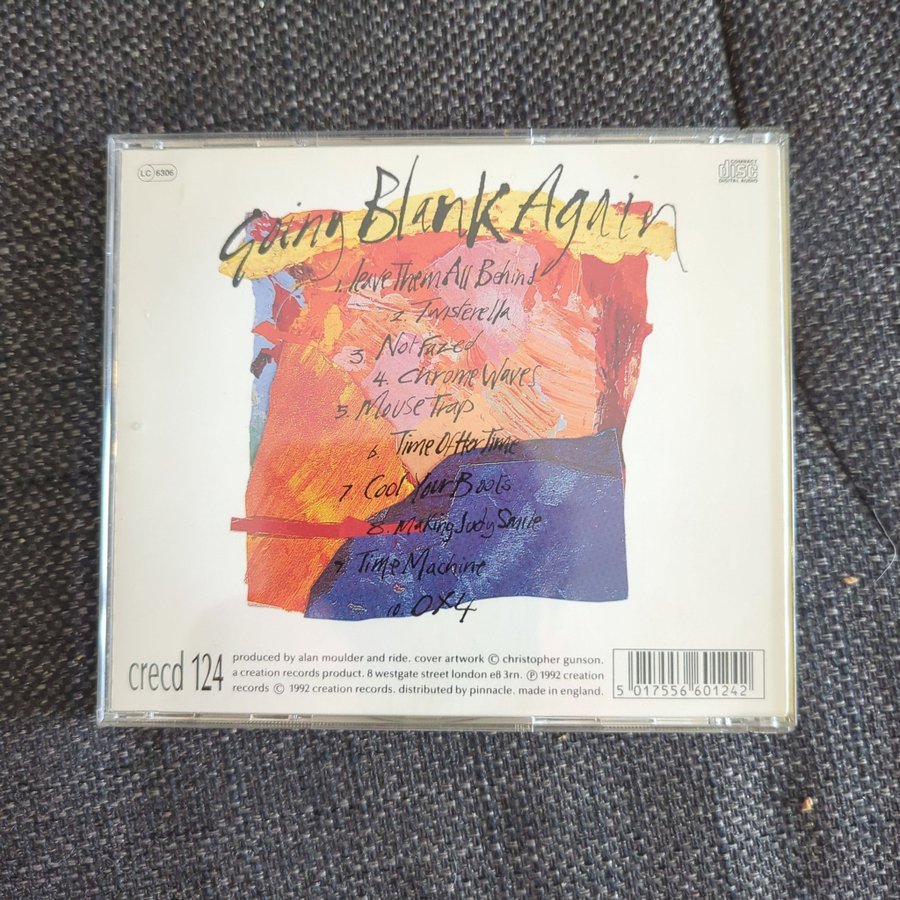 LC 6306
COMPACT
disc
DIGITAL AUDIO
Going Blank Again
1. leave Them All Behind
2. Twisterella
3. Not Fazed
4. Chrome Waves
5. Mouse Trap
6. Time Of Her Time
7. Cool Your Boots
8. Making Judy Smile
9. Time Machine
10. OX4
crecd 124
produced by alan moulder and ride. cover artwork © christopher gunson.
a creation records product. 8 westgate street london e8 3rn. ℗ 1992 creation
records © 1992 creation records. distributed by pinnacle. made in england.
5 017556 601242